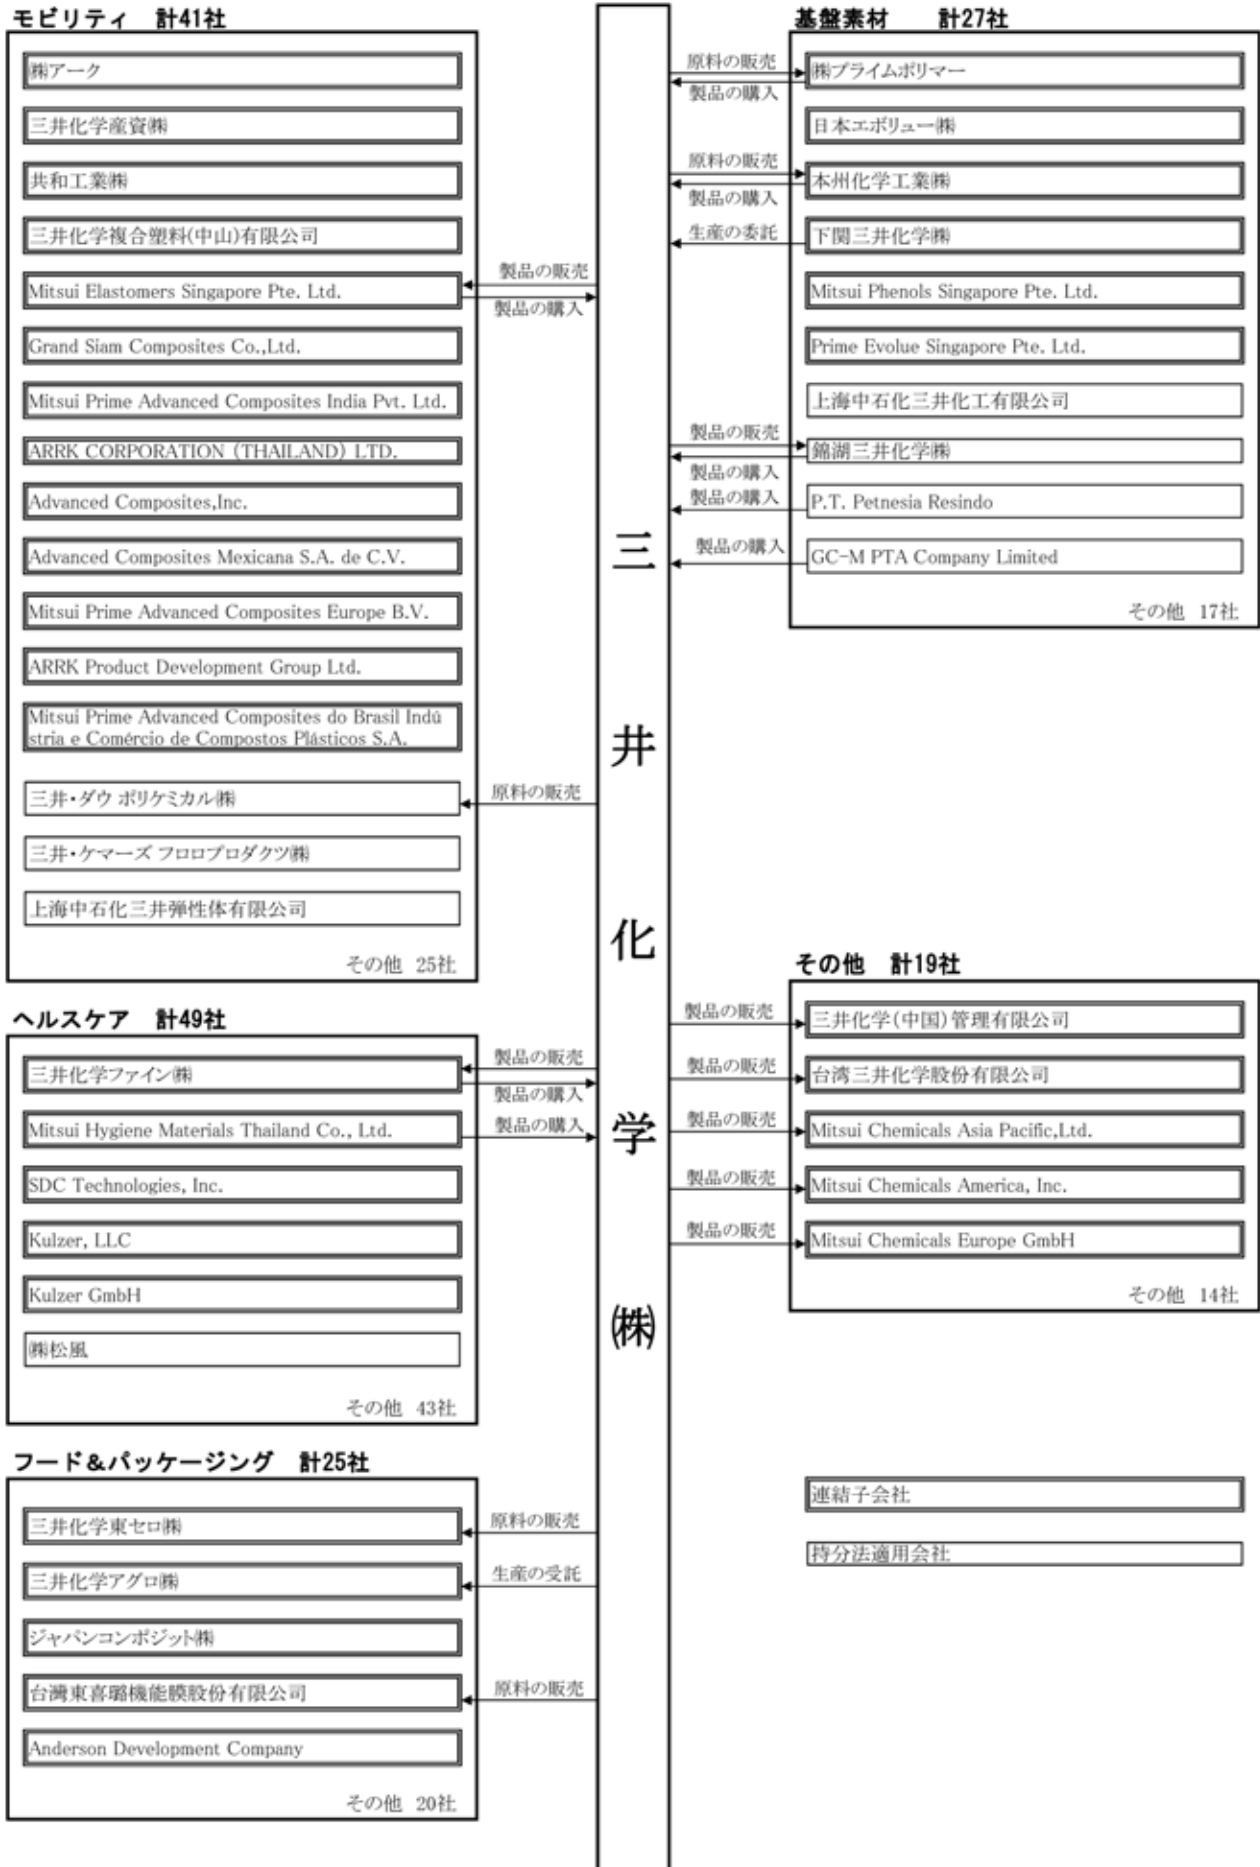 モビリティ 計41社
㈱アーク
三井化学産資㈱
共和工業㈱
三井化学複合塑料(中山)有限公司
製品の販売
Mitsui Elastomers Singapore Pte. Ltd.
製品の購入
Grand Siam Composites Co.,Ltd.
Mitsui Prime Advanced Composites India Pvt. Ltd.
ARRK CORPORATION (THAILAND) LTD.
Advanced Composites,Inc.
Advanced Composites Mexicana S.A. de C.V.
Mitsui Prime Advanced Composites Europe B.V.
ARRK Product Development Group Ltd.
Mitsui Prime Advanced Composites do Brasil Indú
stria e Comércio de Compostos Plásticos S.A.
三井・ダウ ポリケミカル㈱
原料の販売
三井・ケマーズ フロロプロダクツ㈱
上海中石化三井弾性体有限公司
その他 25社
ヘルスケア 計49社
製品の販売
三井化学ファイン㈱
製品の購入
Mitsui Hygiene Materials Thailand Co., Ltd.
製品の購入
SDC Technologies, Inc.
Kulzer, LLC
Kulzer GmbH
㈱松風
その他 43社
フード＆パッケージング 計25社
三井化学東セロ㈱
原料の販売
三井化学アグロ㈱
生産の受託
ジャパンコンポジット㈱
台灣東喜璐機能膜股份有限公司
原料の販売
Anderson Development Company
その他 20社
三井化学㈱
基盤素材 計27社
原料の販売
㈱プライムポリマー
製品の購入
日本エボリュー㈱
原料の販売
本州化学工業㈱
製品の購入
生産の委託
下関三井化学㈱
Mitsui Phenols Singapore Pte. Ltd.
Prime Evolue Singapore Pte. Ltd.
上海中石化三井化工有限公司
製品の販売
錦湖三井化学㈱
製品の購入
製品の購入
P.T. Petnesia Resindo
製品の購入
GC-M PTA Company Limited
その他 17社
その他 計19社
製品の販売
三井化学(中国)管理有限公司
製品の販売
台湾三井化学股份有限公司
製品の販売
Mitsui Chemicals Asia Pacific,Ltd.
製品の販売
Mitsui Chemicals America, Inc.
製品の販売
Mitsui Chemicals Europe GmbH
その他 14社
連結子会社
持分法適用会社